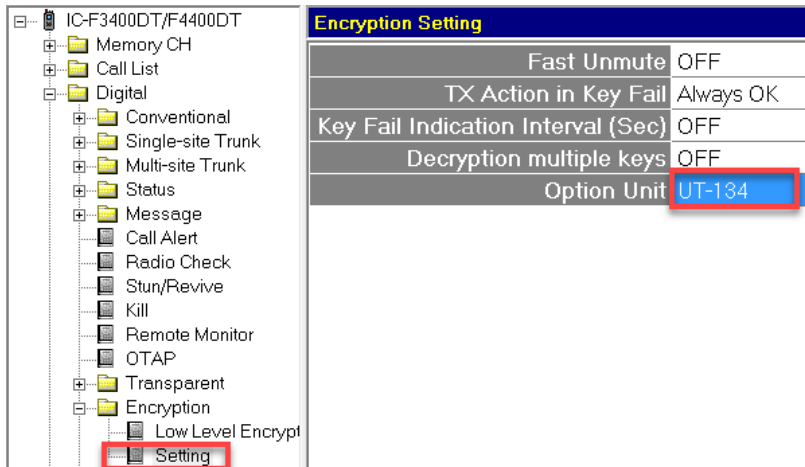 IC-F3400DT/F4400DT
Memory CH
Call List
Digital
Conventional
Single-site Trunk
Multi-site Trunk
Status
Message
Call Alert
Radio Check
Stun/Revive
Kill
Remote Monitor
OTAP
Transparent
Encryption
Low Level Encrypt
Setting
Encryption Setting
Fast Unmute OFF
TX Action in Key Fail Always OK
Key Fail Indication Interval (Sec) OFF
Decryption multiple keys OFF
Option Unit UT-134